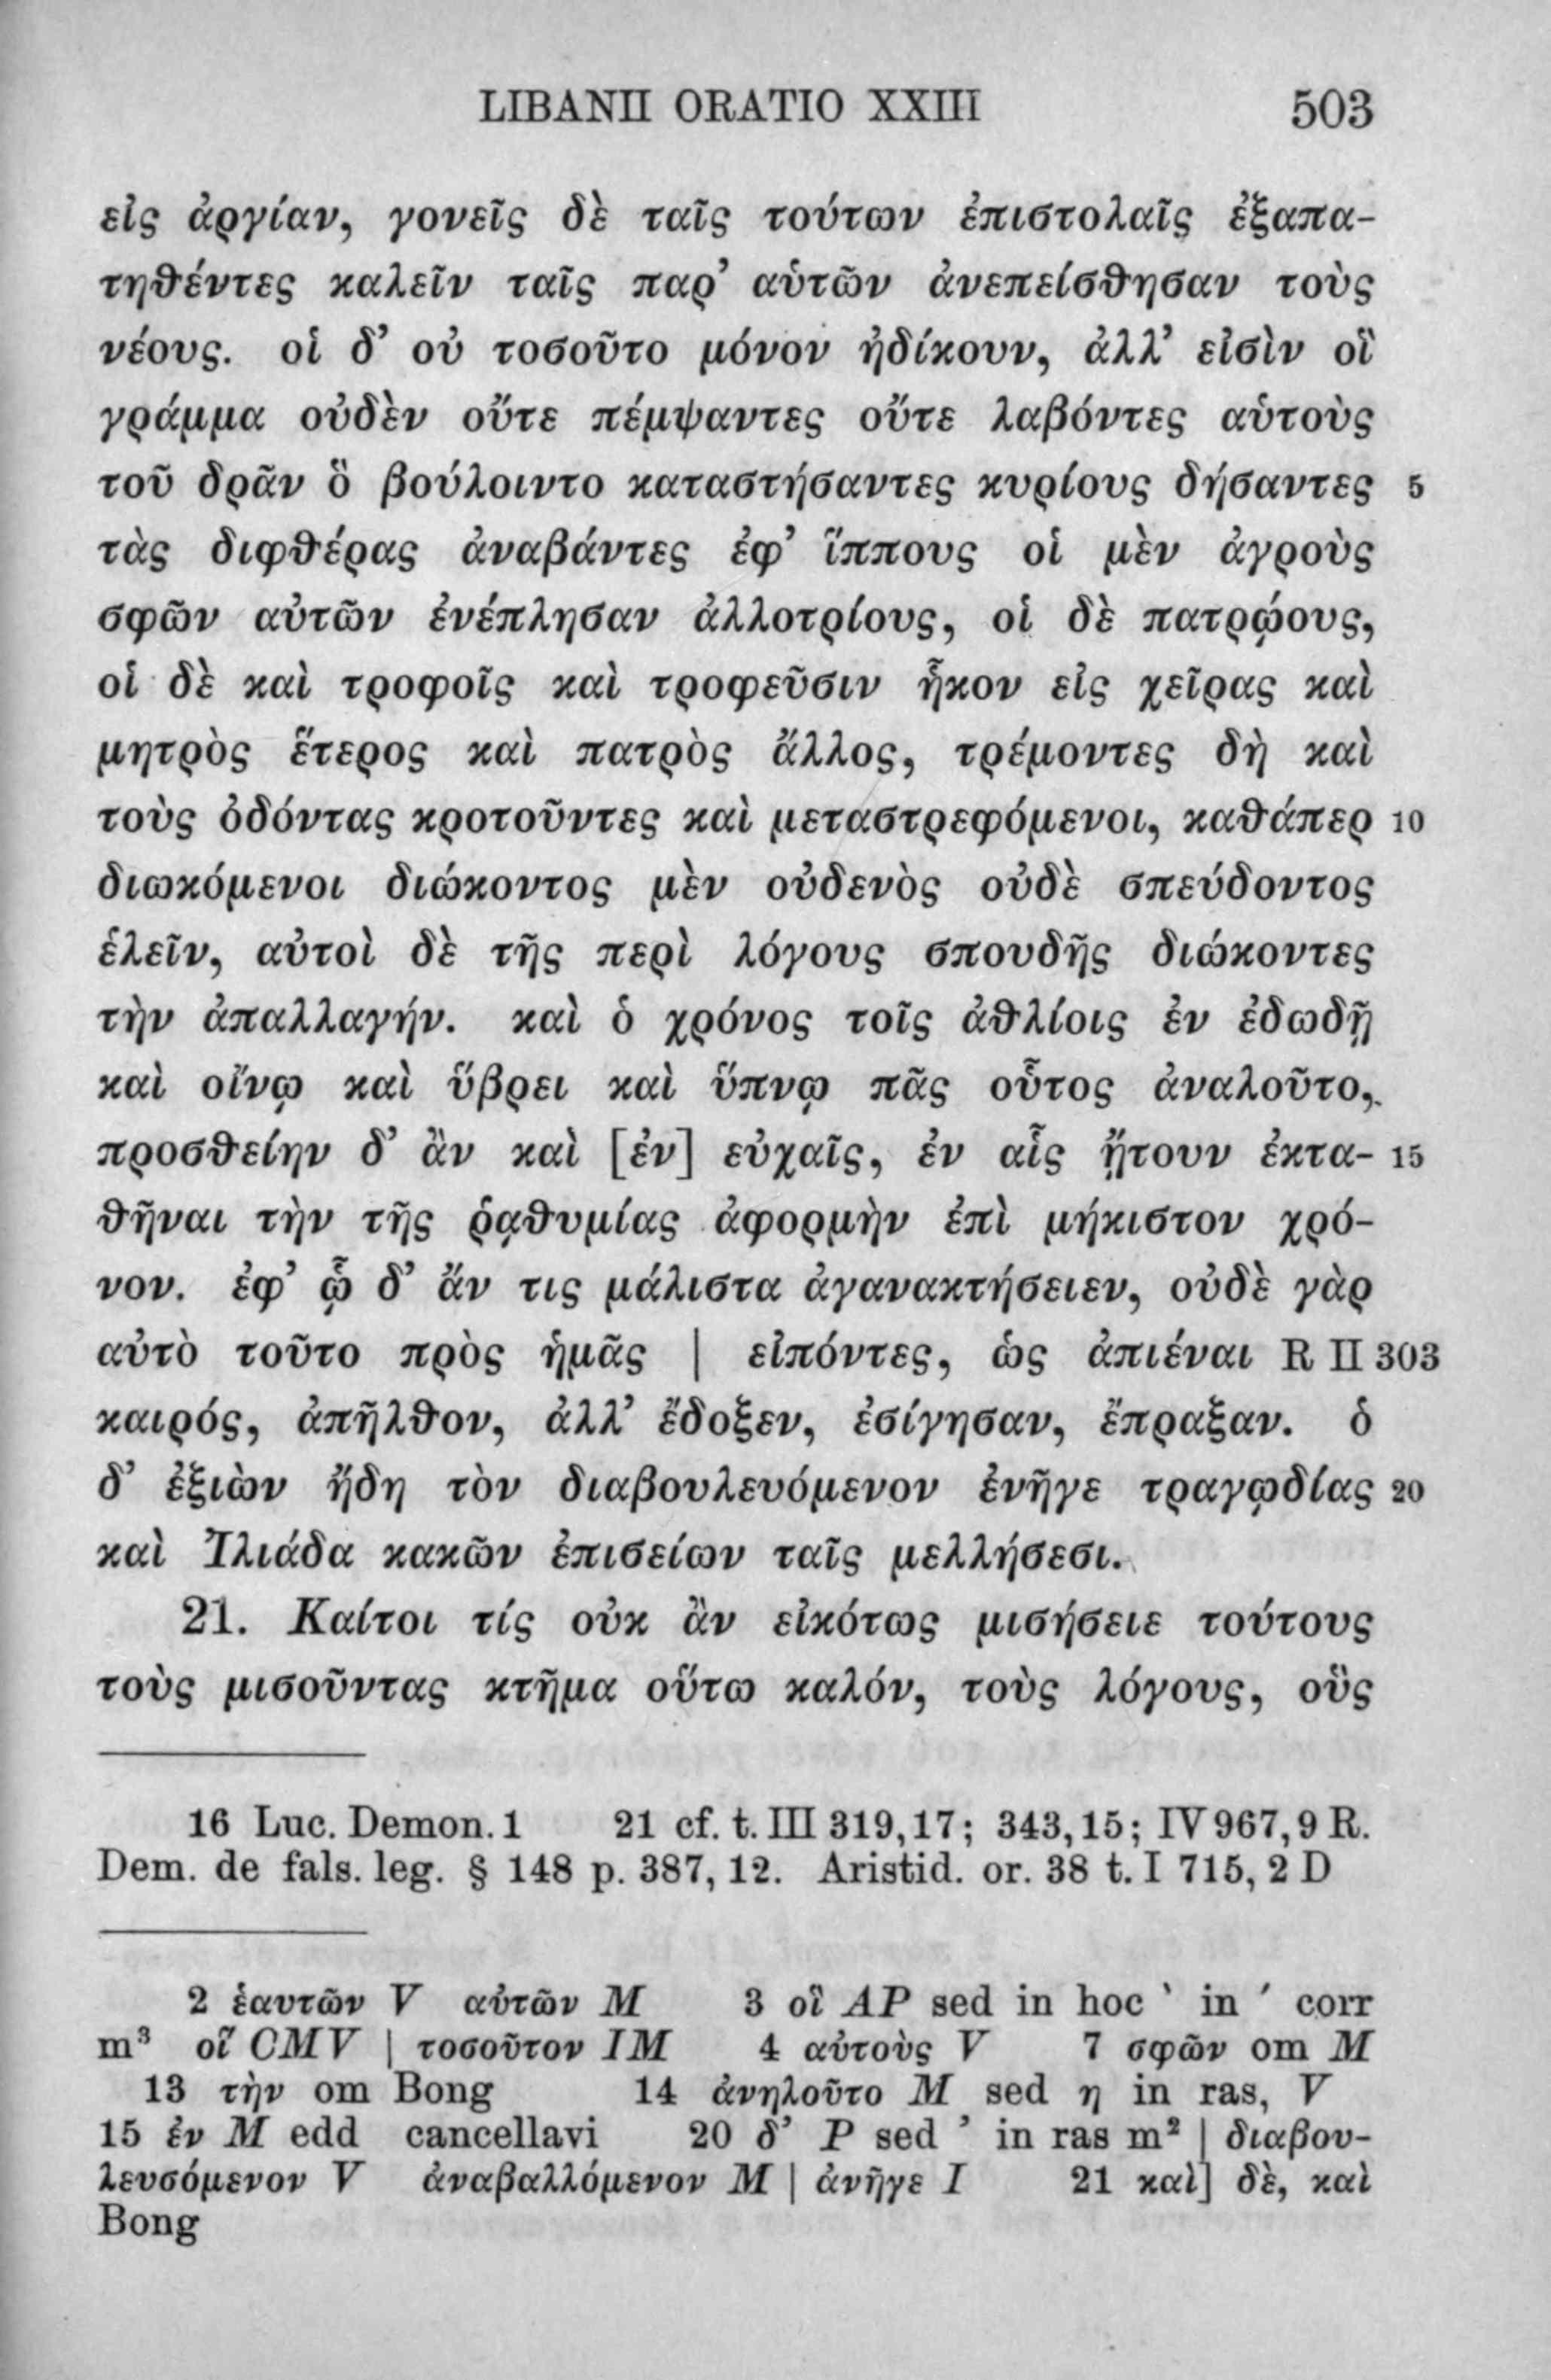 LIBANII ORATIO XXIII 503
εἰς ἀργίαν, γονεῖς δὲ ταῖς τούτων ἐπιστολαῖς ἐξαπα-
τηθέντες καλεῖν ταῖς παρ’ αὑτῶν ἀνεπείσθησαν τοὺς
νέους. οἱ δ’ οὐ τοσοῦτο μόνον ἠδίκουν, ἀλλ’ εἰσὶν οἳ
γράμμα οὐδὲν οὔτε πέμψαντες οὔτε λαβόντες αὑτοὺς
τοῦ δρᾶν ὃ βούλοιντο καταστήσαντες κυρίους δήσαντες 5
τὰς διφθέρας ἀναβάντες ἐφ’ ἵππους οἱ μὲν ἀγροὺς
σφῶν αὐτῶν ἐνέπλησαν ἀλλοτρίους, οἱ δὲ πατρῴους,
οἱ δὲ καὶ τροφοῖς καὶ τροφεῦσιν ἧκον εἰς χεῖρας καὶ
μητρὸς ἕτερος καὶ πατρὸς ἄλλος, τρέμοντες δὴ καὶ
τοὺς ὀδόντας κροτοῦντες καὶ μεταστρεφόμενοι, καθάπερ 10
διωκόμενοι διώκοντος μὲν οὐδενὸς οὐδὲ σπεύδοντος
ἑλεῖν, αὐτοὶ δὲ τῆς περὶ λόγους σπουδῆς διώκοντες
τὴν ἀπαλλαγήν. καὶ ὁ χρόνος τοῖς ἀθλίοις ἐν ἐδωδῇ
καὶ οἴνῳ καὶ ὕβρει καὶ ὕπνῳ πᾶς οὗτος ἀναλοῦτο,
προσθείην δ’ ἂν καὶ [ἐν] εὐχαῖς, ἐν αἷς ᾔτουν ἐκτα- 15
θῆναι τὴν τῆς ῥᾳθυμίας ἀφορμὴν ἐπὶ μήκιστον χρό-
νον. ἐφ’ ᾧ δ’ ἄν τις μάλιστα ἀγανακτήσειεν, οὐδὲ γὰρ
αὐτὸ τοῦτο πρὸς ἡμᾶς | εἰπόντες, ὡς ἀπιέναι R II 303
καιρός, ἀπῆλθον, ἀλλ’ ἔδοξεν, ἐσίγησαν, ἔπραξαν. ὁ
δ’ ἐξιὼν ἤδη τὸν διαβουλευόμενον ἐνῆγε τραγῳδίας 20
καὶ Ἰλιάδα κακῶν ἐπισείων ταῖς μελλήσεσι.
21. Καίτοι τίς οὐκ ἂν εἰκότως μισήσειε τούτους
τοὺς μισοῦντας κτῆμα οὕτω καλόν, τοὺς λόγους, οὓς
16 Luc. Demon. 1 21 cf. t. III 319,17; 343,15; IV 967,9 R.
Dem. de fals. leg. § 148 p. 387, 12. Aristid. or. 38 t. I 715, 2 D
2 ἑαυτῶν V αὐτῶν M 3 οἳ AP sed in hoc ` in ´ corr
m³ οἵ CMV | τοσοῦτον IM 4 αὐτοὺς V 7 σφῶν om M
13 τὴν om Bong 14 ἀνηλοῦτο M sed η in ras, V
15 ἐν M edd cancellavi 20 δ’ P sed ’ in ras m² | διαβου-
λευσόμενον V ἀναβαλλόμενον M | ἀνῆγε I 21 καὶ] δὲ, καὶ
Bong